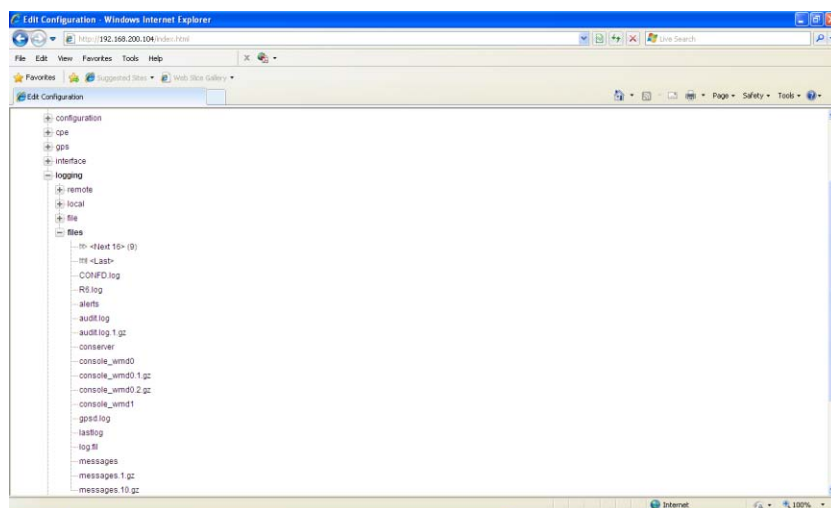 Edit Configuration - Windows Internet Explorer
http://192.168.200.104/index.html
Live Search
File Edit View Favorites Tools Help
X
Favorites Suggested Sites Web Slice Gallery
Edit Configuration
Page Safety Tools
configuration
cpe
gps
interface
logging
remote
local
file
files
<Next 16> (9)
<Last>
CONFD.log
R6.log
alerts
audit.log
audit.log.1.gz
conserver
console_wmd0
console_wmd0.1.gz
console_wmd0.2.gz
console_wmd1
gpsd.log
lastlog
log.fil
messages
messages.1.gz
messages.10.gz
Internet 100%